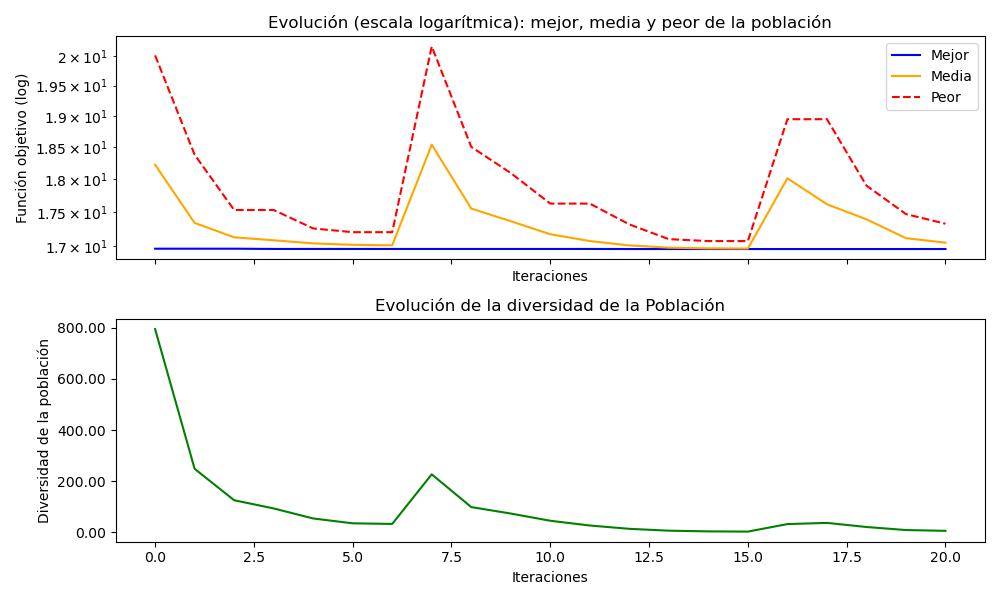 Evolución (escala logarítmica): mejor, media y peor de la población
Función objetivo (log)
2 × 10¹
1.95 × 10¹
1.9 × 10¹
1.85 × 10¹
1.8 × 10¹
1.75 × 10¹
1.7 × 10¹
Mejor
Media
Peor
Iteraciones
Evolución de la diversidad de la Población
Diversidad de la población
800.00
600.00
400.00
200.00
0.00
0.0 2.5 5.0 7.5 10.0 12.5 15.0 17.5 20.0
Iteraciones